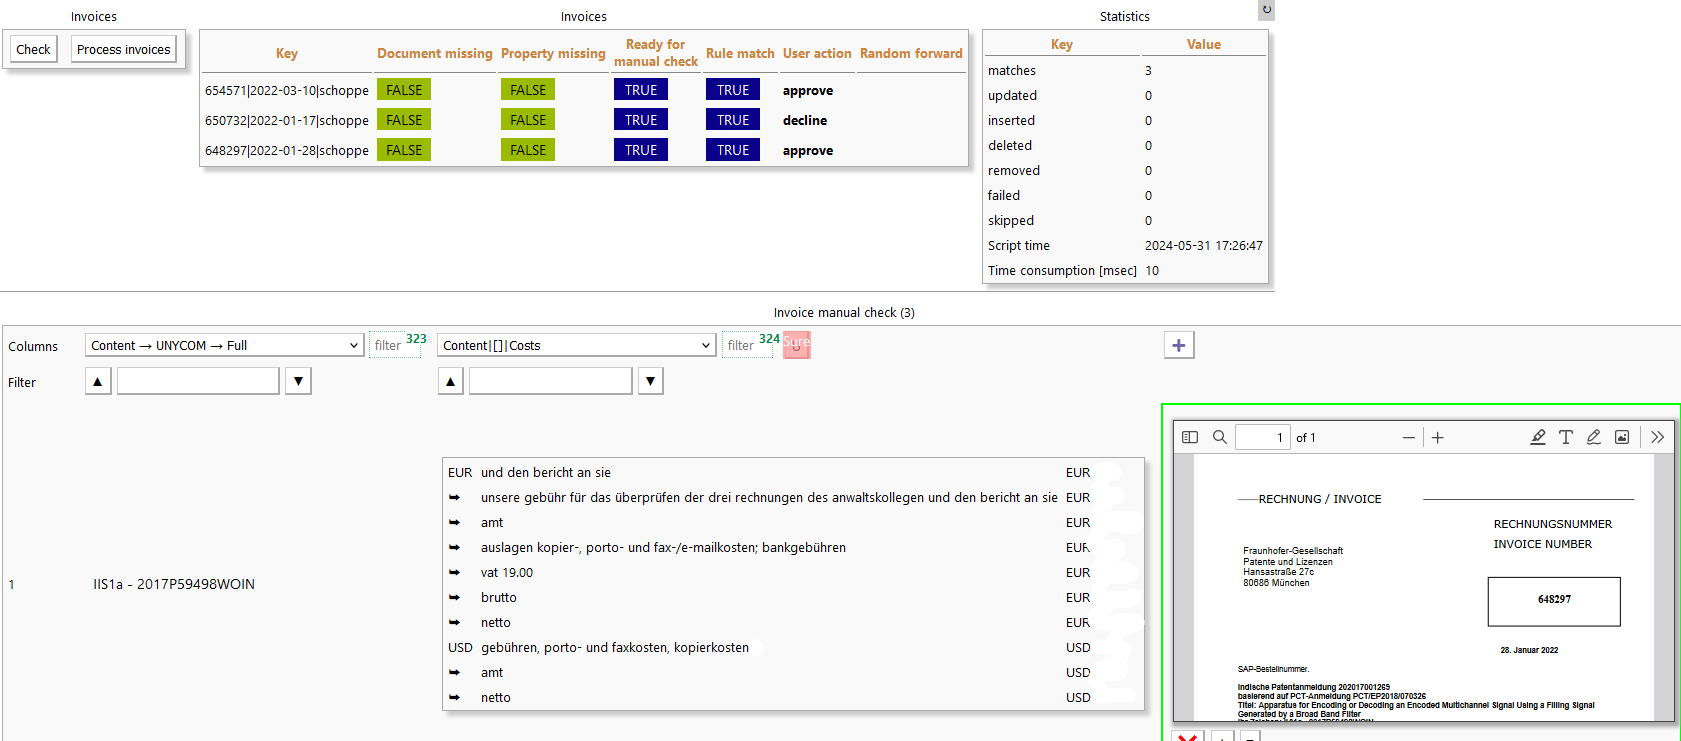 Invoices
Check Process invoices
Invoices
Key Document missing Property missing Ready for manual check Rule match User action Random forward
654571|2022-03-10|schoppe FALSE FALSE TRUE TRUE approve
650732|2022-01-17|schoppe FALSE FALSE TRUE TRUE decline
648297|2022-01-28|schoppe FALSE FALSE TRUE TRUE approve
Statistics
Key Value
matches 3
updated 0
inserted 0
deleted 0
removed 0
failed 0
skipped 0
Script time 2024-05-31 17:26:47
Time consumption [msec] 10
Invoice manual check (3)
Columns Content → UNYCOM → Full filter 323 Content|[]|Costs filter 324 Sure
Filter
1 IIS1a - 2017P59498WOIN
EUR und den bericht an sie EUR
unsere gebühr für das überprüfen der drei rechnungen des anwaltskollegen und den bericht an sie EUR
amt EUR
auslagen kopier-, porto- und fax-/e-mailkosten; bankgebühren EUR
vat 19.00 EUR
brutto EUR
netto EUR
USD gebühren, porto- und faxkosten, kopierkosten USD
amt USD
netto USD
1 of 1
RECHNUNG / INVOICE
RECHNUNGSNUMMER
INVOICE NUMBER
Fraunhofer-Gesellschaft
Patente und Lizenzen
Hansastraße 27c
80686 München
648297
28. Januar 2022
SAP-Bestellnummer.
Indische Patentanmeldung 202017001269
basierend auf PCT-Anmeldung PCT/EP2018/070326
Titel: Apparatus for Encoding or Decoding an Encoded Multichannel Signal Using a Filling Signal
Generated by a Broad Band Filter